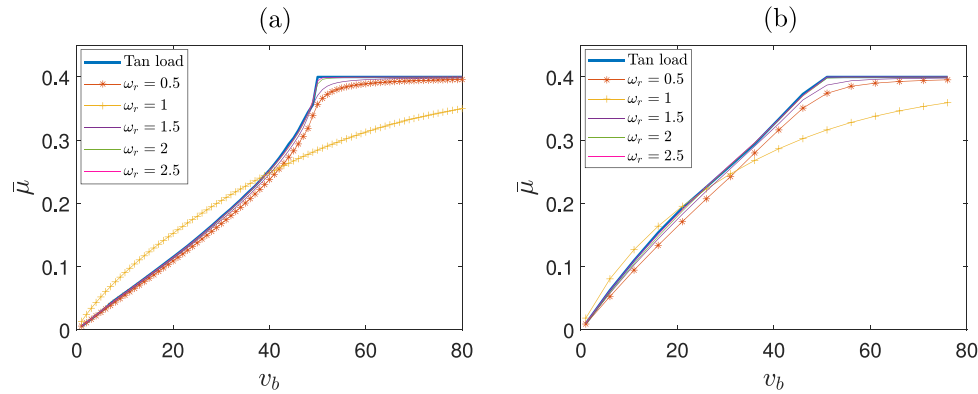 (a)
Tan load
ω_r = 0.5
ω_r = 1
ω_r = 1.5
ω_r = 2
ω_r = 2.5
0.4
0.3
0.2
0.1
0
μ̄
0 20 40 60 80
v_b
(b)
Tan load
ω_r = 0.5
ω_r = 1
ω_r = 1.5
ω_r = 2
ω_r = 2.5
0.4
0.3
0.2
0.1
0
μ̄
0 20 40 60 80
v_b